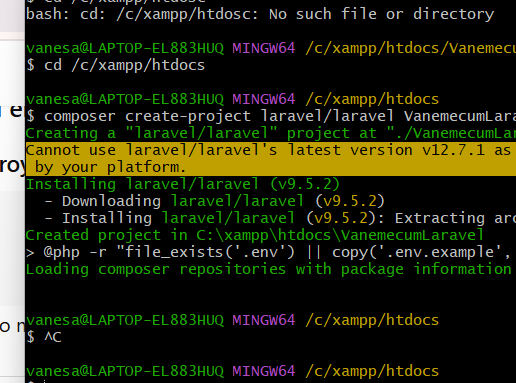 $ cd /c/xampp/htdosc
bash: cd: /c/xampp/htdosc: No such file or directory
vanesa@LAPTOP-EL883HUQ MINGW64 /c/xampp/htdocs/Vanemecum
$ cd /c/xampp/htdocs
vanesa@LAPTOP-EL883HUQ MINGW64 /c/xampp/htdocs
$ composer create-project laravel/laravel VanemecumLara
Creating a "laravel/laravel" project at "./VanemecumLar
Cannot use laravel/laravel's latest version v12.7.1 as
by your platform.
Installing laravel/laravel (v9.5.2)
- Downloading laravel/laravel (v9.5.2)
- Installing laravel/laravel (v9.5.2): Extracting arc
Created project in C:\xampp\htdocs\VanemecumLaravel
> @php -r "file_exists('.env') || copy('.env.example',
Loading composer repositories with package information
vanesa@LAPTOP-EL883HUQ MINGW64 /c/xampp/htdocs
$ ^C
vanesa@LAPTOP-EL883HUQ MINGW64 /c/xampp/htdocs
$